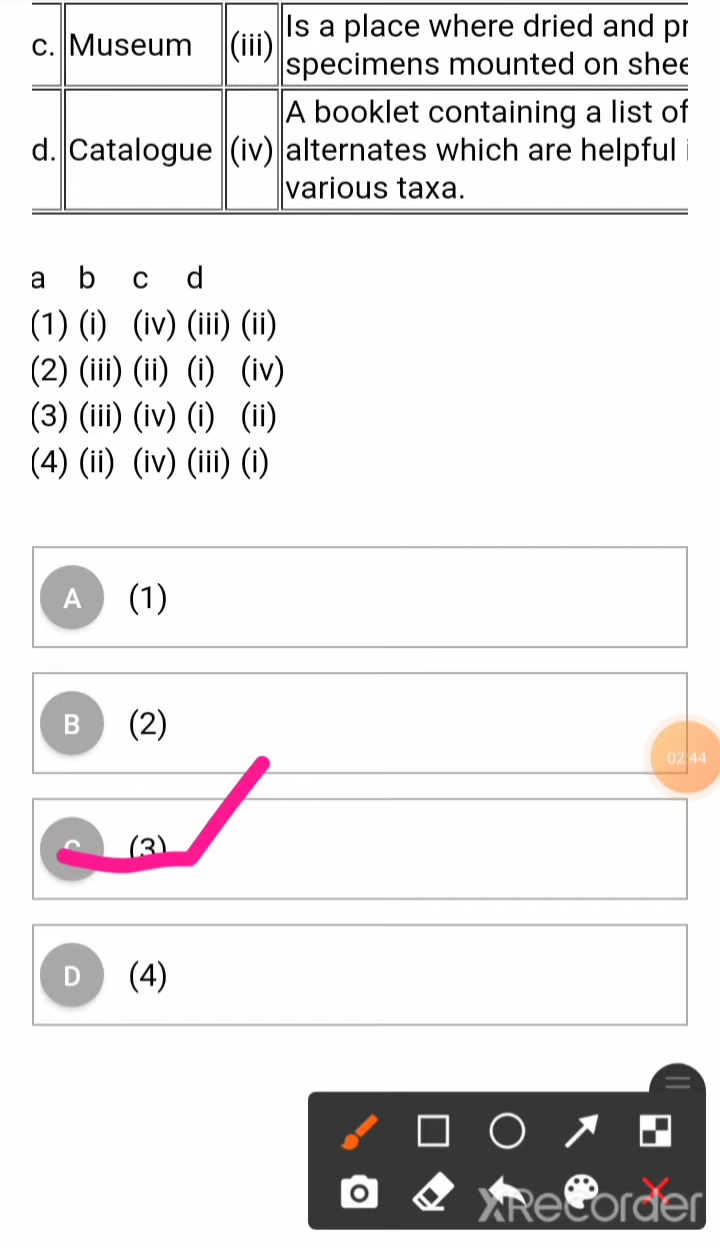 c. Museum (iii) Is a place where dried and pr
specimens mounted on shee
d. Catalogue (iv) A booklet containing a list of
alternates which are helpful
various taxa.
a b c d
(1) (i) (iv) (iii) (ii)
(2) (iii) (ii) (i) (iv)
(3) (iii) (iv) (i) (ii)
(4) (ii) (iv) (iii) (i)
A (1)
B (2)
02:44
C (3)
D (4)
XRecorder